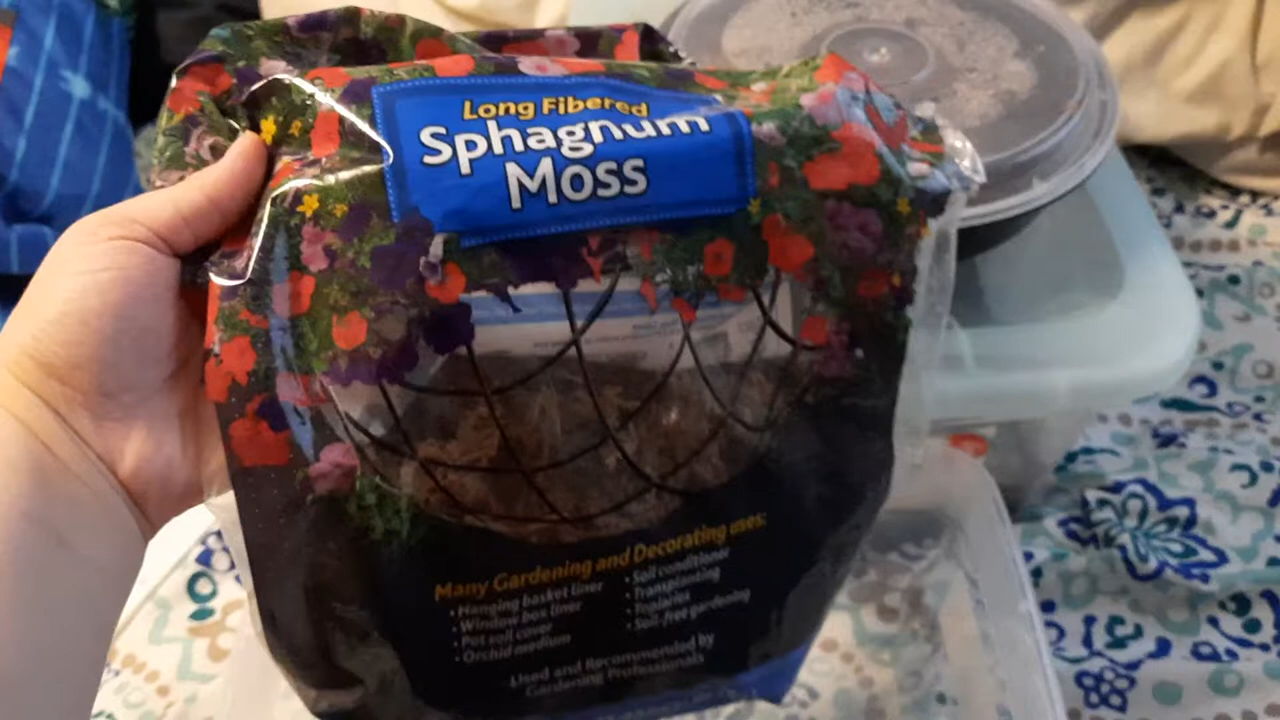 Long Fibered
Sphagnum
Moss
Many Gardening and Decorating uses:
• Hanging basket liner
• Window box liner
• Pot soil cover
• Orchid medium
• Soil conditioner
• Transplanting
• Topiaries
• Soil-free gardening
Used and Recommended by
Gardening Professionals